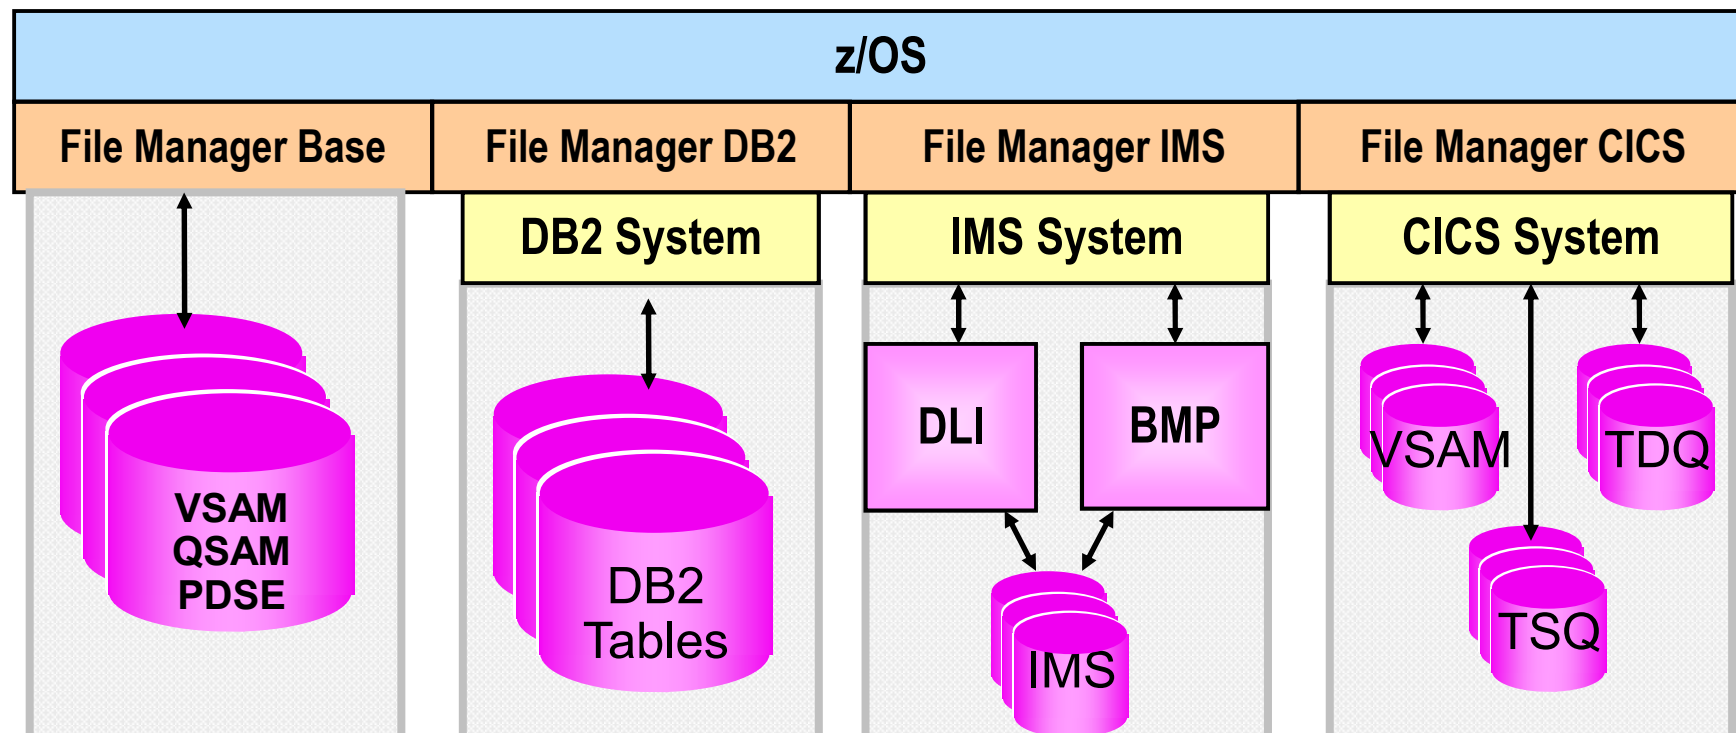 z/OS
File Manager Base
File Manager DB2
File Manager IMS
File Manager CICS
DB2 System
IMS System
CICS System
VSAM
QSAM
PDSE
DB2
Tables
DLI
BMP
IMS
VSAM
TDQ
TSQ